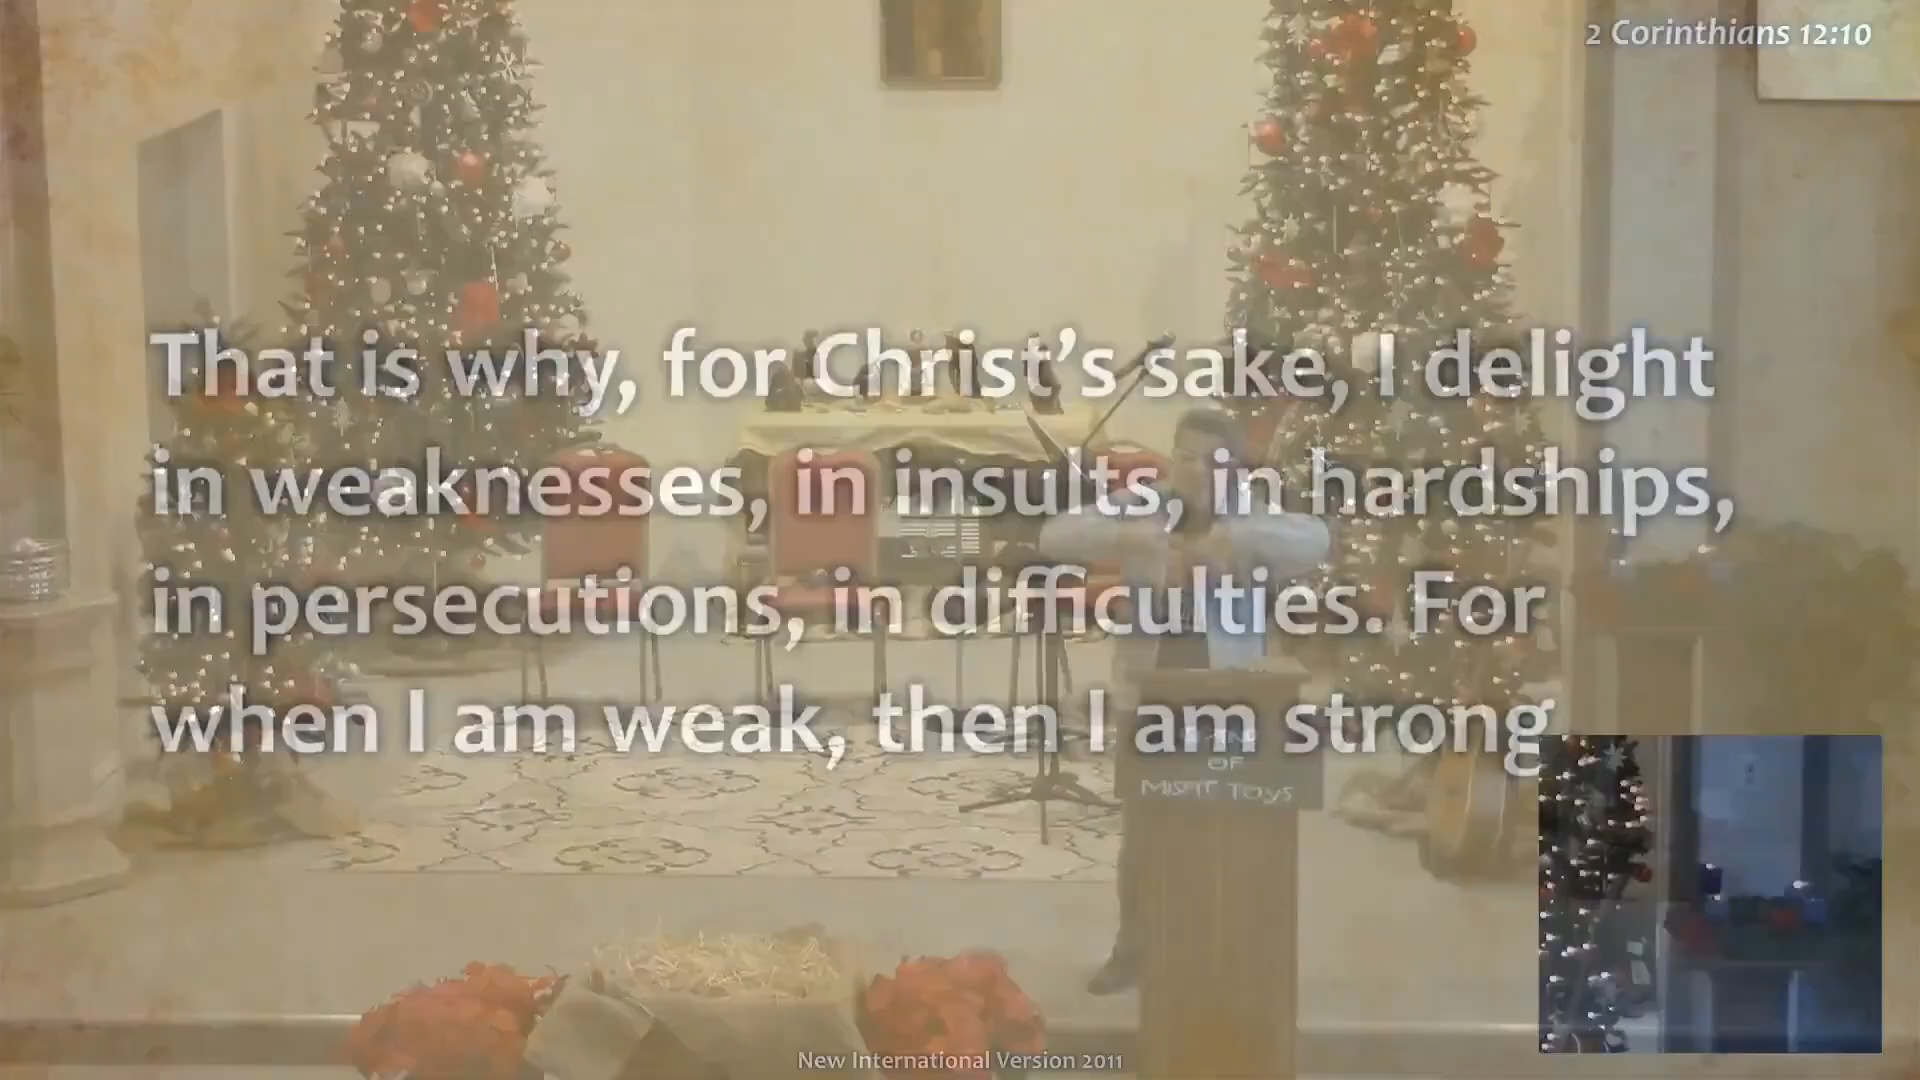 2 Corinthians 12:10
That is why, for Christ’s sake, I delight
in weaknesses, in insults, in hardships,
in persecutions, in difficulties. For
when I am weak, then I am strong
OF
MISFIT TOYS
New International Version 2011